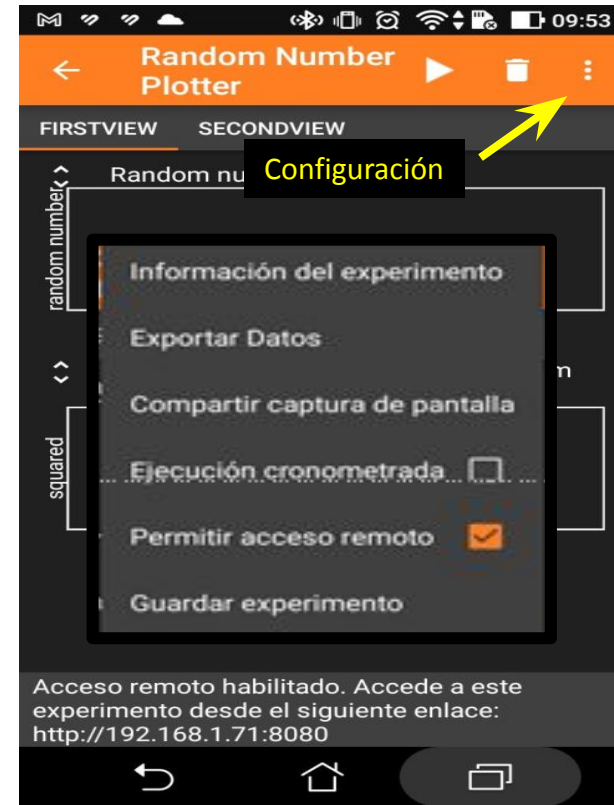 09:53
Random Number
Plotter
FIRSTVIEW SECONDVIEW
Configuración
Random nu
random number
Información del experimento
Exportar Datos
m
Compartir captura de pantalla
squared
Ejecución cronometrada
Permitir acceso remoto
Guardar experimento
Acceso remoto habilitado. Accede a este
experimento desde el siguiente enlace:
http://192.168.1.71:8080